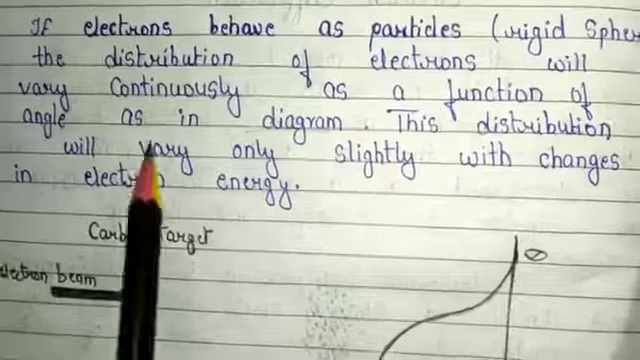 If electrons behave as particles (rigid Spher
the distribution of electrons will
vary Continuously as a function of
angle as in diagram. This distribution
will vary only slightly with changes
in electron energy.
Carbon Target
electron beam